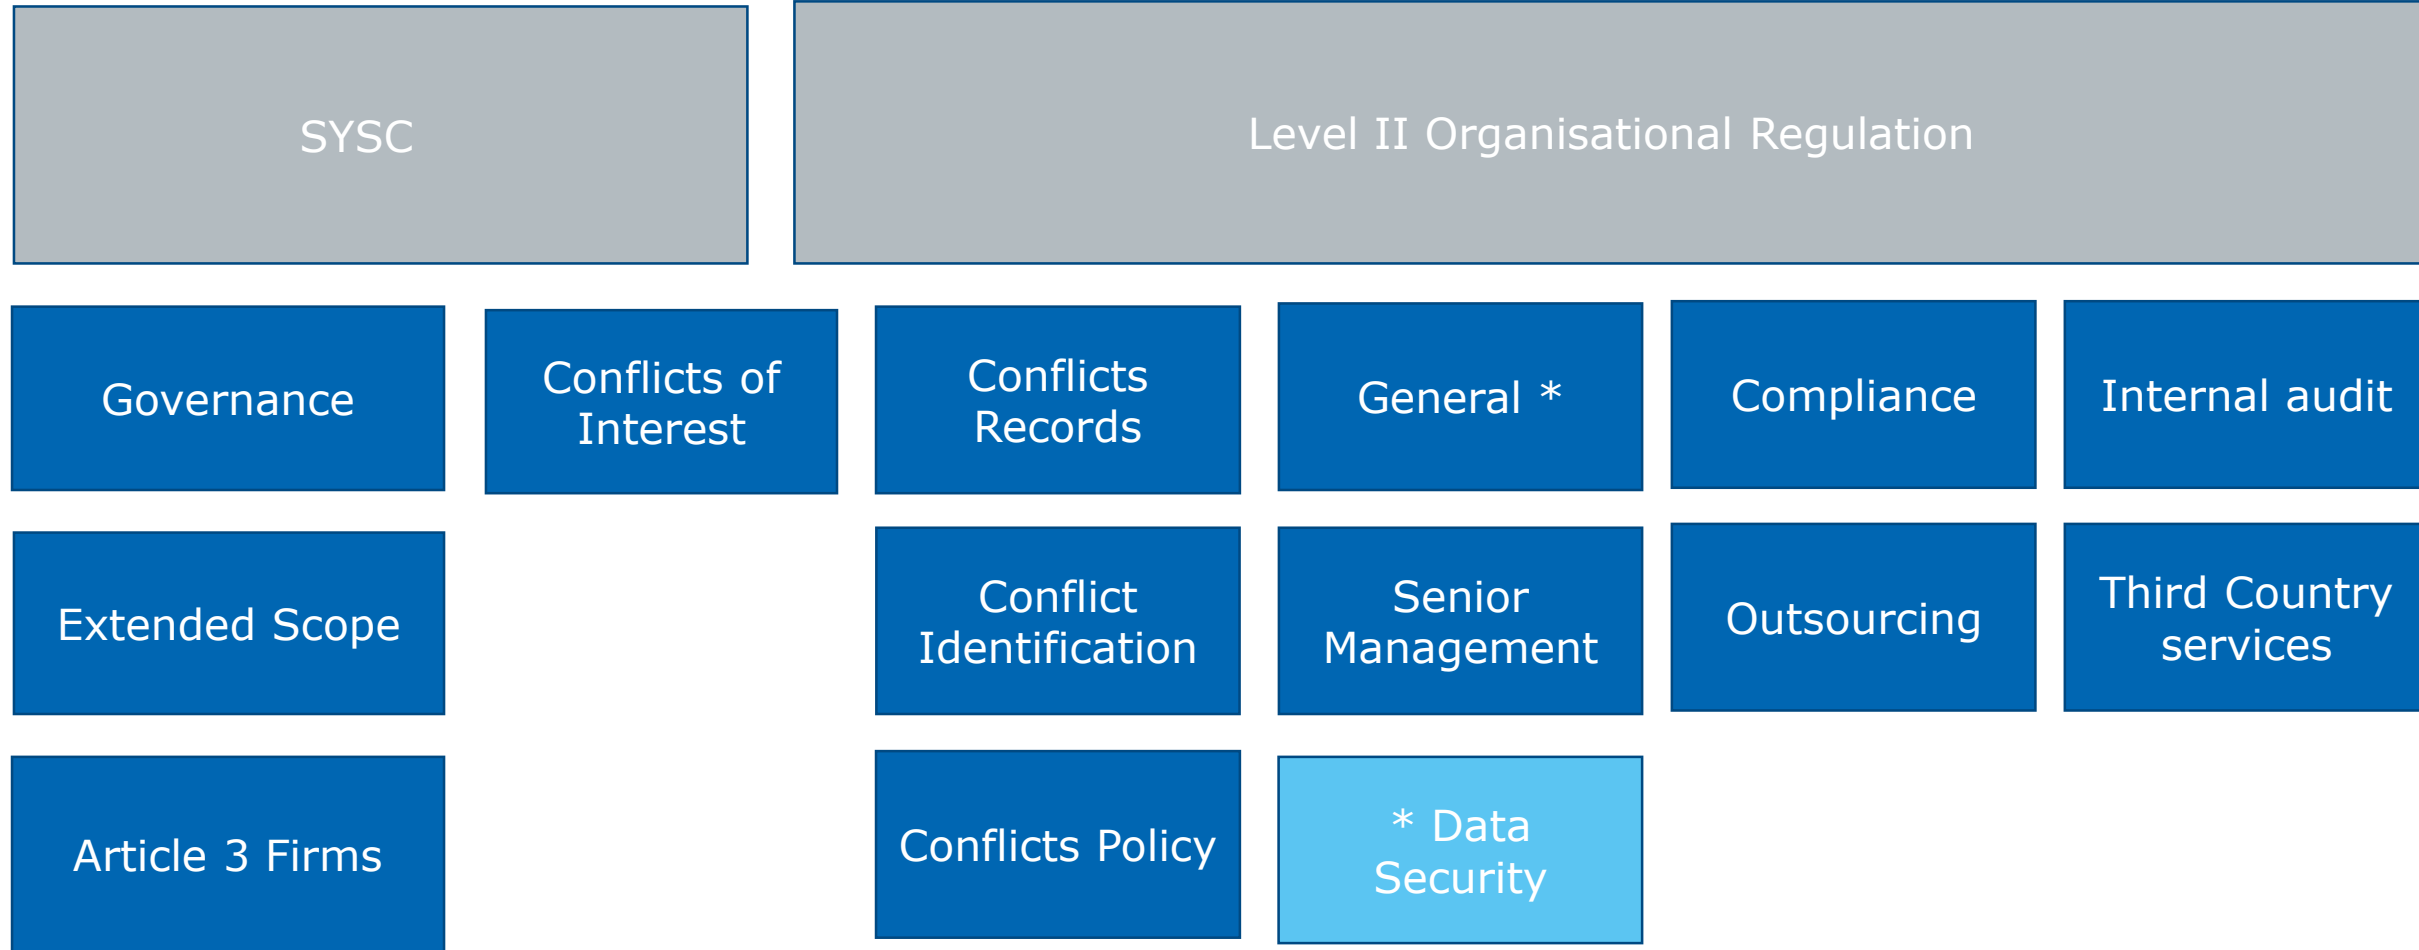 SYSC
Level II Organisational Regulation
Governance
Conflicts of
Interest
Conflicts
Records
General *
Compliance
Internal audit
Extended Scope
Conflict
Identification
Senior
Management
Outsourcing
Third Country
services
Article 3 Firms
Conflicts Policy
* Data
Security